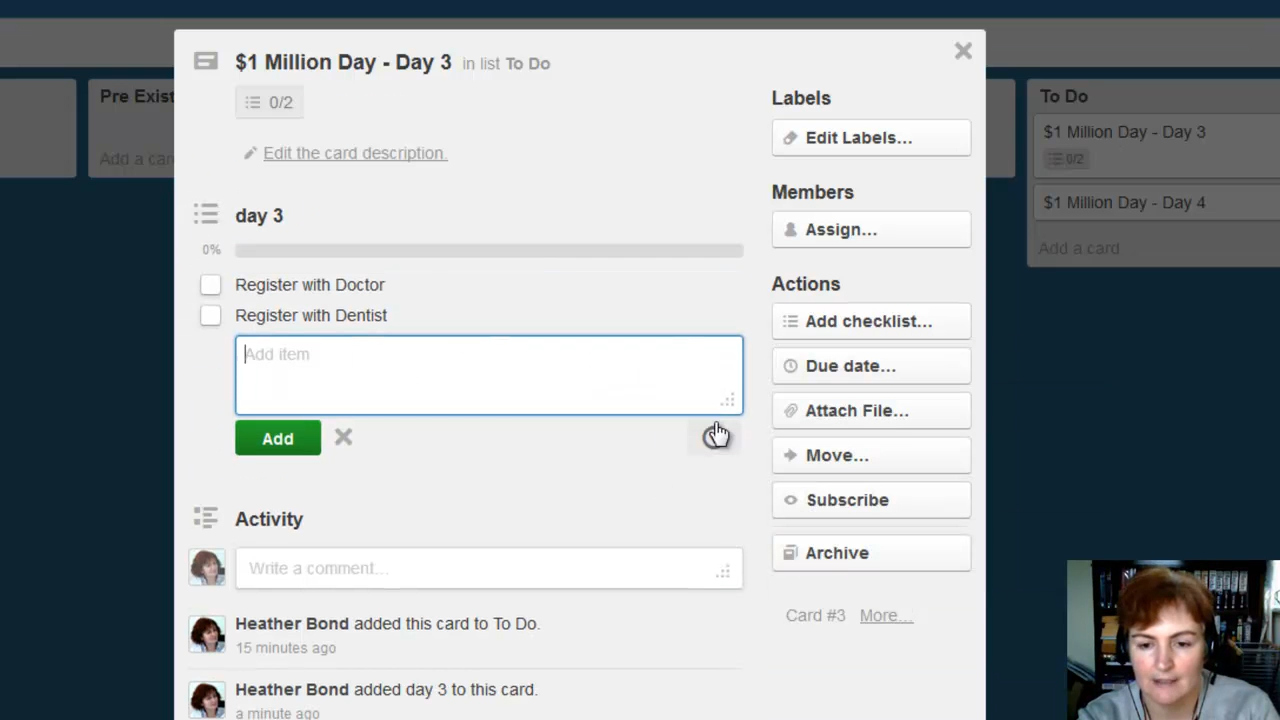 $1 Million Day - Day 3 in list To Do
0/2
Edit the card description.
day 3
0%
Register with Doctor
Register with Dentist
Add item
Add
Activity
Write a comment…
Heather Bond added this card to To Do.
15 minutes ago
Heather Bond added day 3 to this card.
a minute ago
Labels
Edit Labels…
Members
Assign…
Actions
Add checklist…
Due date…
Attach File…
Move…
Subscribe
Archive
Card #3 More…
Pre Exist
Add a car
To Do
$1 Million Day - Day 3
0/2
$1 Million Day - Day 4
Add a card